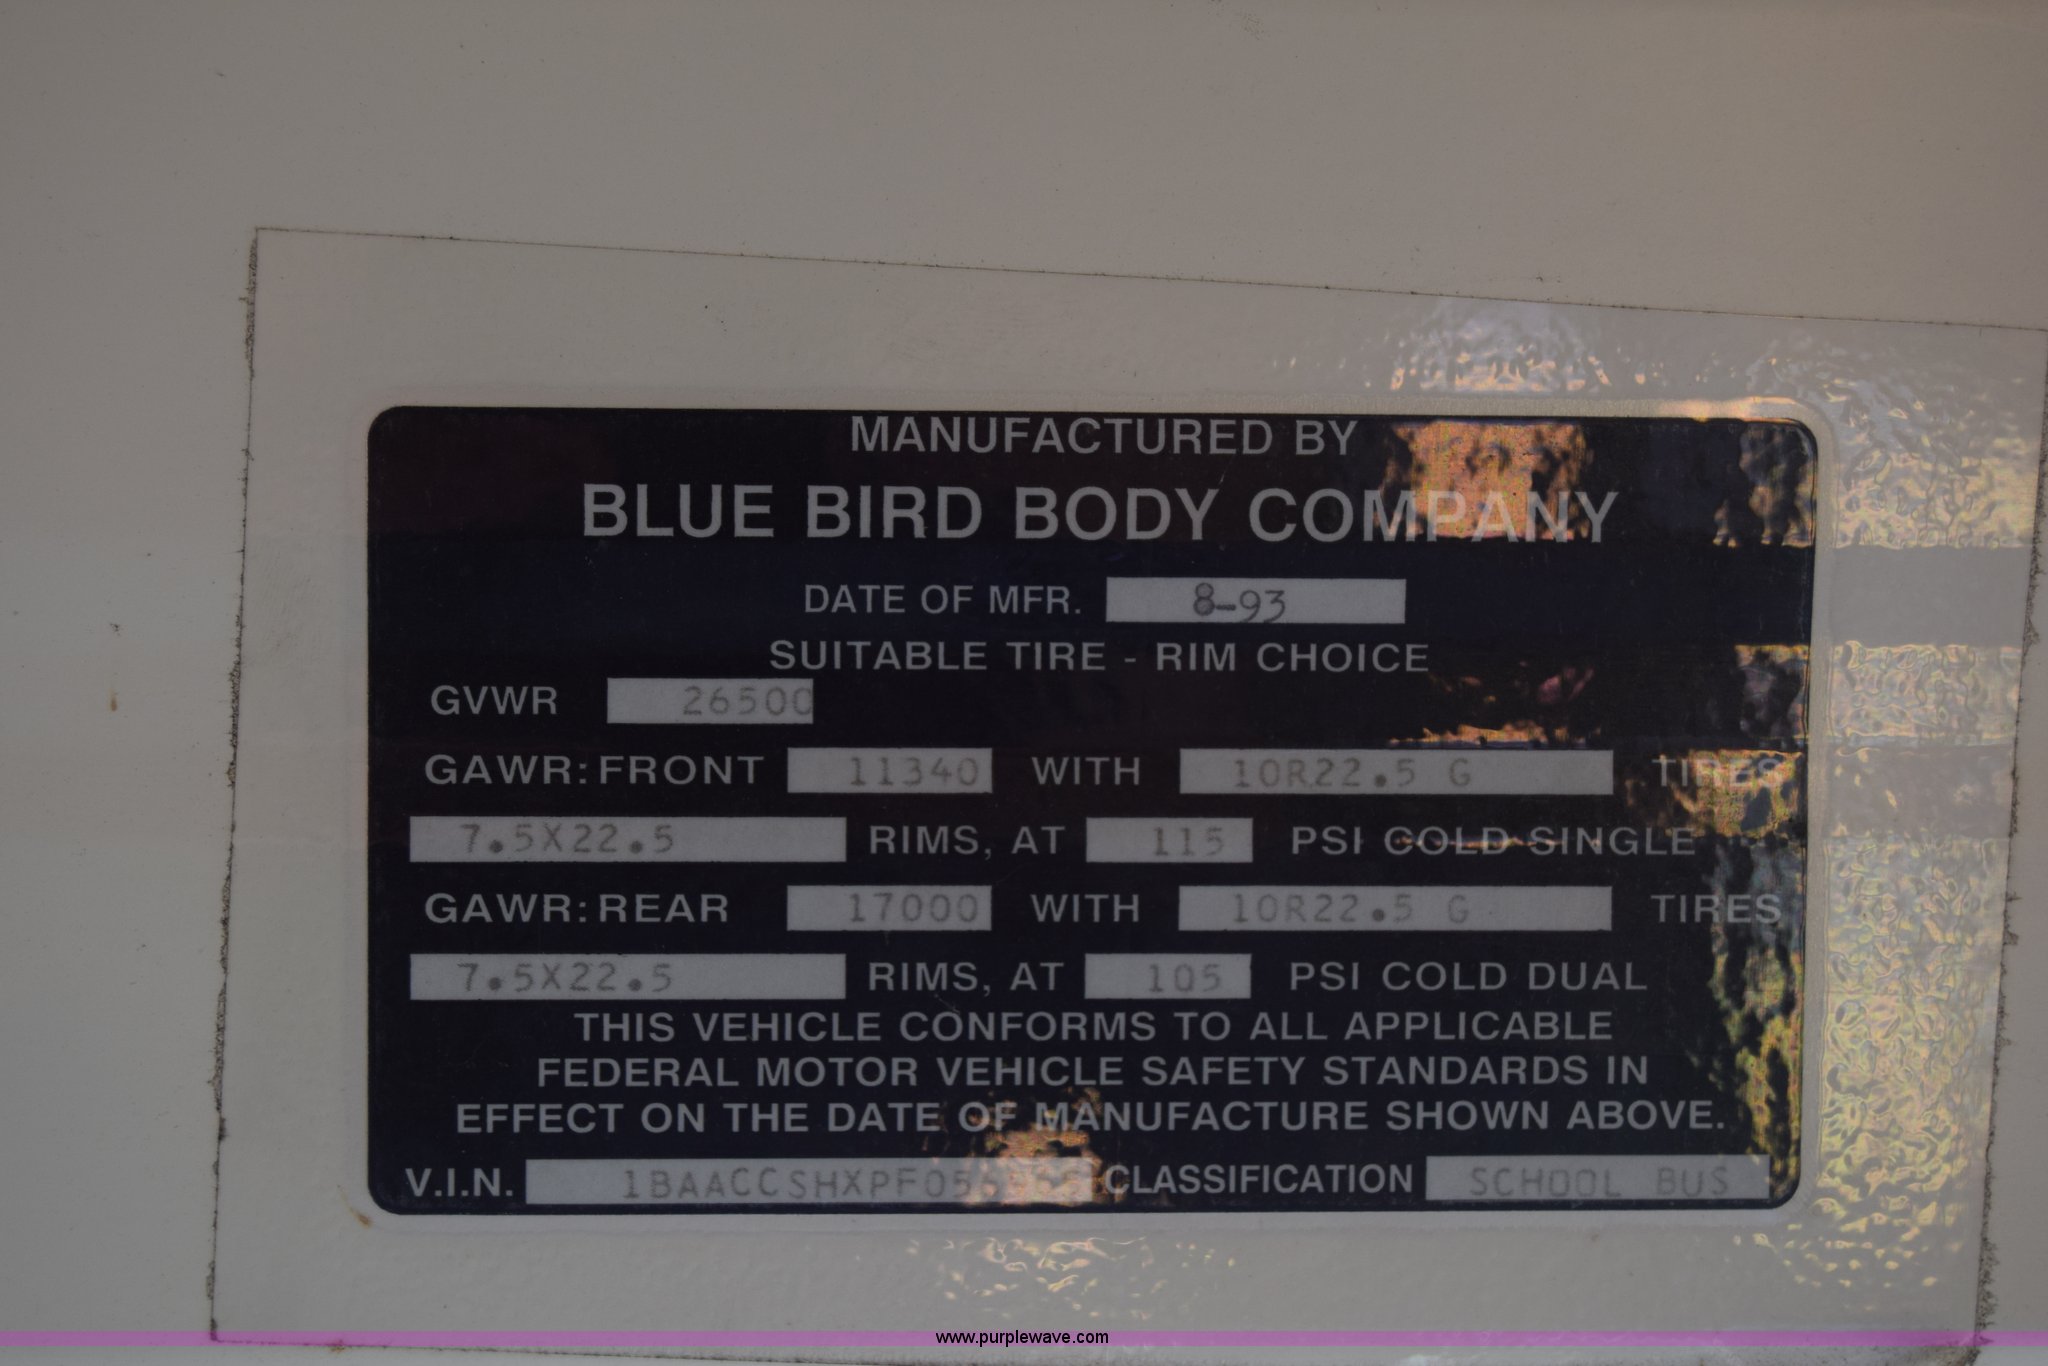 MANUFACTURED BY
BLUE BIRD BODY COMPANY
DATE OF MFR. 8-93
SUITABLE TIRE - RIM CHOICE
GVWR 26500
GAWR: FRONT 11340 WITH 10R22.5 G TIRES
7.5X22.5 RIMS, AT 115 PSI COLD SINGLE
GAWR: REAR 17000 WITH 10R22.5 G TIRES
7.5X22.5 RIMS, AT 105 PSI COLD DUAL
THIS VEHICLE CONFORMS TO ALL APPLICABLE
FEDERAL MOTOR VEHICLE SAFETY STANDARDS IN
EFFECT ON THE DATE OF MANUFACTURE SHOWN ABOVE.
V.I.N. CLASSIFICATION SCHOOL BUS
www.purplewave.com